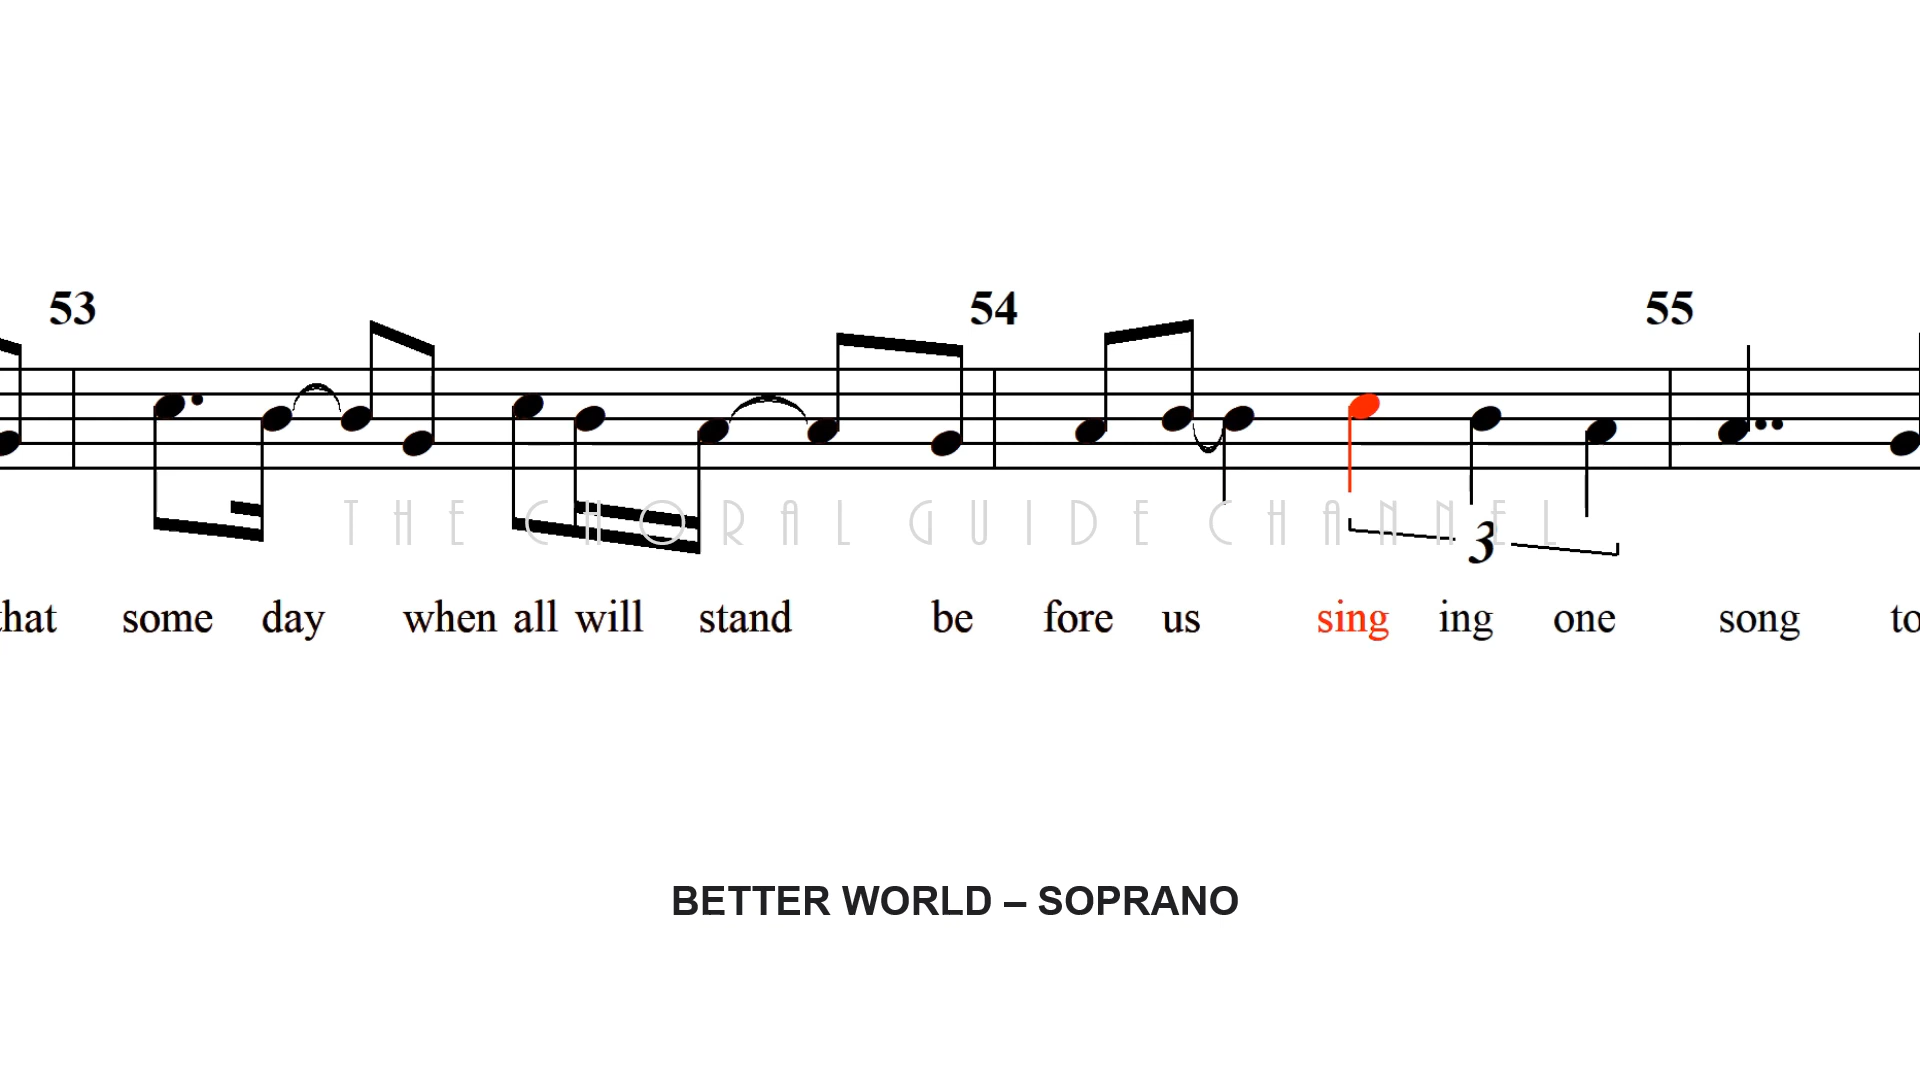 53 54 55
THE CHORAL GUIDE CHANNEL
3
that some day when all will stand be fore us sing ing one song to
BETTER WORLD – SOPRANO